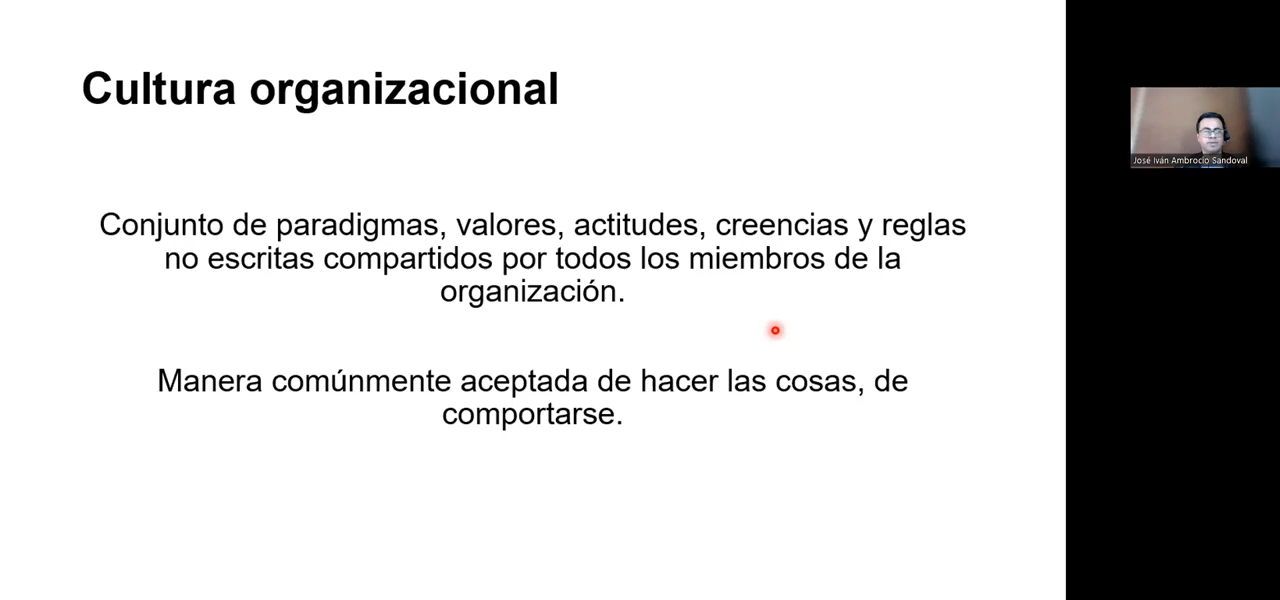 Cultura organizacional
Conjunto de paradigmas, valores, actitudes, creencias y reglas
no escritas compartidos por todos los miembros de la
organización.
Manera comúnmente aceptada de hacer las cosas, de
comportarse.
José Iván Ambrocio Sandoval